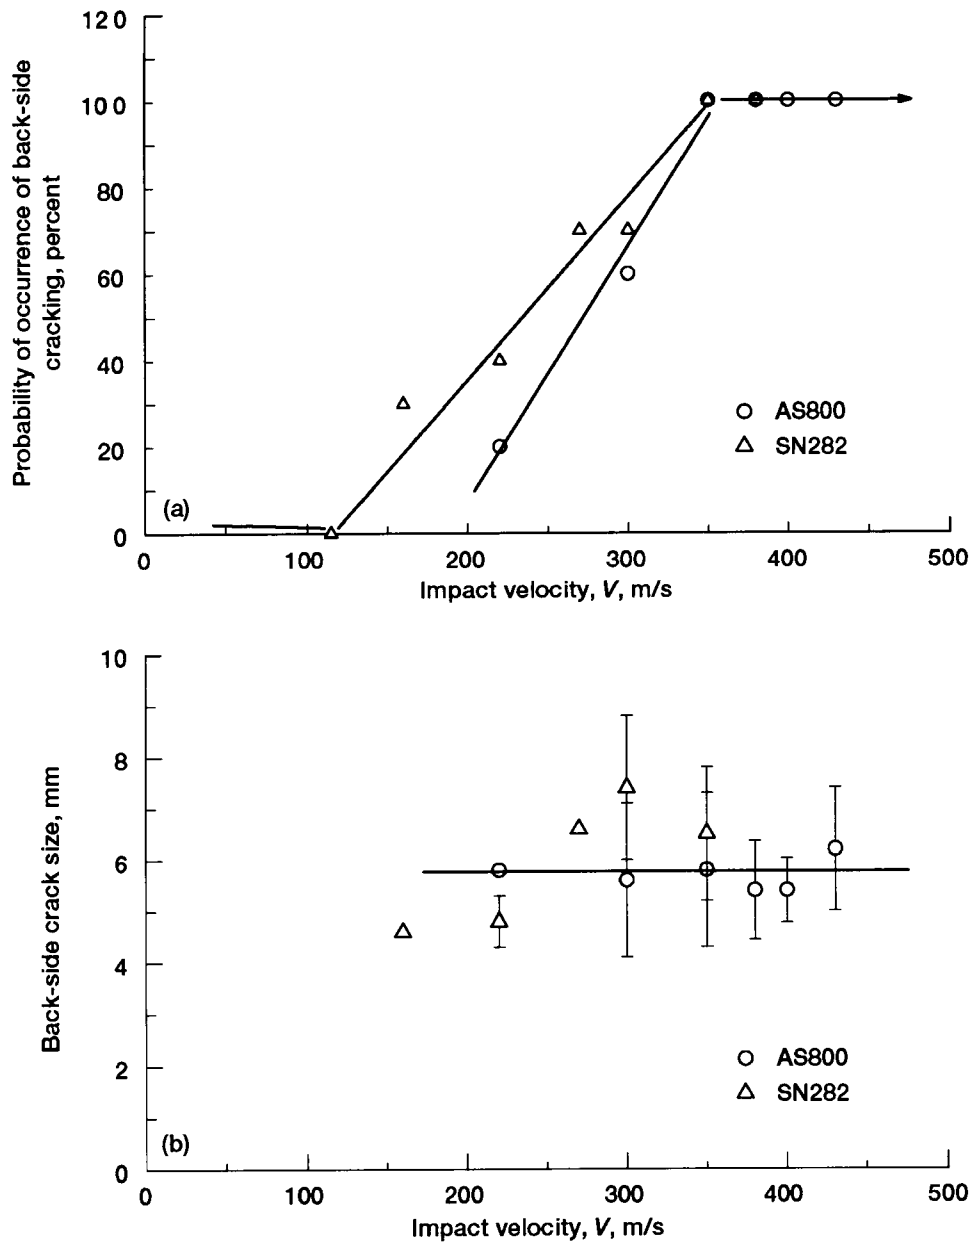 120
100
80
60
40
20
0
Probability of occurrence of back-side
cracking, percent
(a)
AS800
SN282
0 100 200 300 400 500
Impact velocity, V, m/s
10
8
6
4
2
0
Back-side crack size, mm
(b)
AS800
SN282
0 100 200 300 400 500
Impact velocity, V, m/s